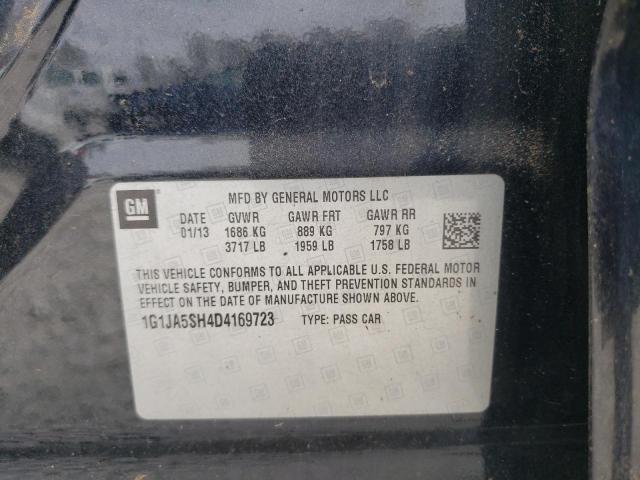 GM
MFD BY GENERAL MOTORS LLC
DATE GVWR GAWR FRT GAWR RR
01/13 1686 KG 889 KG 797 KG
3717 LB 1959 LB 1758 LB
THIS VEHICLE CONFORMS TO ALL APPLICABLE U.S. FEDERAL MOTOR
VEHICLE SAFETY, BUMPER, AND THEFT PREVENTION STANDARDS IN
EFFECT ON THE DATE OF MANUFACTURE SHOWN ABOVE.
1G1JA5SH4D4169723 TYPE: PASS CAR